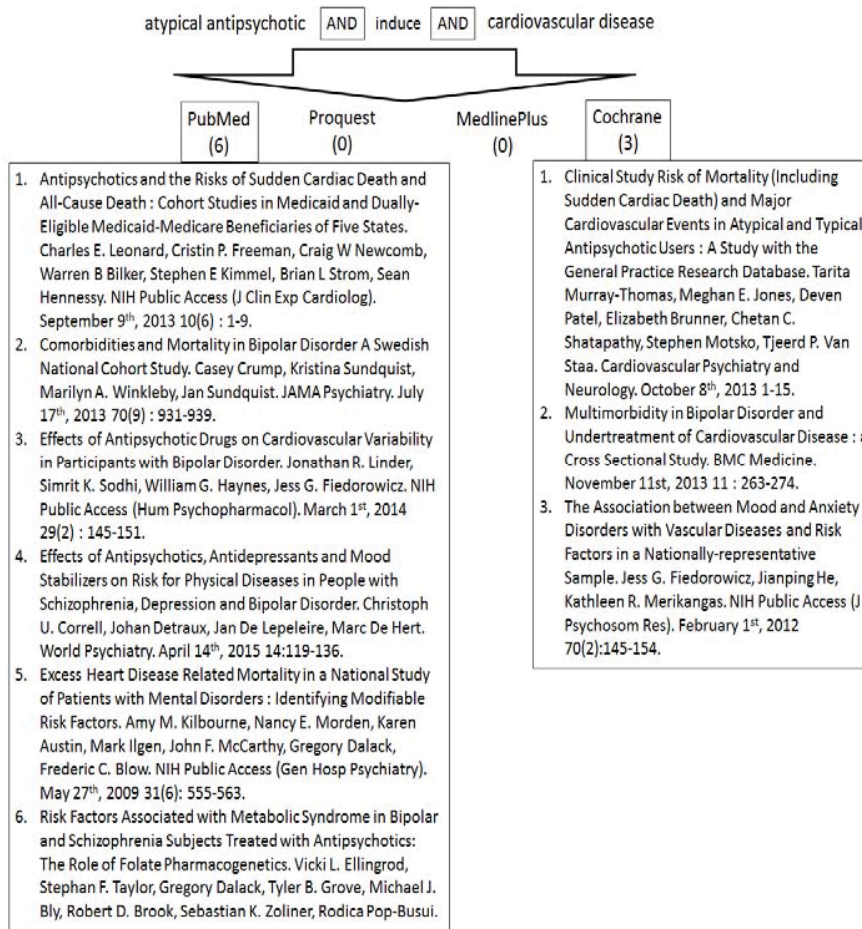 atypical antipsychotic AND induce AND cardiovascular disease
PubMed
(6)
Proquest
(0)
MedlinePlus
(0)
Cochrane
(3)
1. Antipsychotics and the Risks of Sudden Cardiac Death and
All-Cause Death : Cohort Studies in Medicaid and Dually-
Eligible Medicaid-Medicare Beneficiaries of Five States.
Charles E. Leonard, Cristin P. Freeman, Craig W Newcomb,
Warren B Bilker, Stephen E Kimmel, Brian L Strom, Sean
Hennessy. NIH Public Access (J Clin Exp Cardiolog).
September 9th, 2013 10(6) : 1-9.
2. Comorbidities and Mortality in Bipolar Disorder A Swedish
National Cohort Study. Casey Crump, Kristina Sundquist,
Marilyn A. Winkleby, Jan Sundquist. JAMA Psychiatry. July
17th, 2013 70(9) : 931-939.
3. Effects of Antipsychotic Drugs on Cardiovascular Variability
in Participants with Bipolar Disorder. Jonathan R. Linder,
Simrit K. Sodhi, William G. Haynes, Jess G. Fiedorowicz. NIH
Public Access (Hum Psychopharmacol). March 1st, 2014
29(2) : 145-151.
4. Effects of Antipsychotics, Antidepressants and Mood
Stabilizers on Risk for Physical Diseases in People with
Schizophrenia, Depression and Bipolar Disorder. Christoph
U. Correll, Johan Detraux, Jan De Lepeleire, Marc De Hert.
World Psychiatry. April 14th, 2015 14:119-136.
5. Excess Heart Disease Related Mortality in a National Study
of Patients with Mental Disorders : Identifying Modifiable
Risk Factors. Amy M. Kilbourne, Nancy E. Morden, Karen
Austin, Mark Ilgen, John F. McCarthy, Gregory Dalack,
Frederic C. Blow. NIH Public Access (Gen Hosp Psychiatry).
May 27th, 2009 31(6): 555-563.
6. Risk Factors Associated with Metabolic Syndrome in Bipolar
and Schizophrenia Subjects Treated with Antipsychotics:
The Role of Folate Pharmacogenetics. Vicki L. Ellingrod,
Stephan F. Taylor, Gregory Dalack, Tyler B. Grove, Michael J.
Bly, Robert D. Brook, Sebastian K. Zoliner, Rodica Pop-Busui.
1. Clinical Study Risk of Mortality (Including
Sudden Cardiac Death) and Major
Cardiovascular Events in Atypical and Typical
Antipsychotic Users : A Study with the
General Practice Research Database. Tarita
Murray-Thomas, Meghan E. Jones, Deven
Patel, Elizabeth Brunner, Chetan C.
Shatapathy, Stephen Motsko, Tjeerd P. Van
Staa. Cardiovascular Psychiatry and
Neurology. October 8th, 2013 1-15.
2. Multimorbidity in Bipolar Disorder and
Undertreatment of Cardiovascular Disease : a
Cross Sectional Study. BMC Medicine.
November 11st, 2013 11 : 263-274.
3. The Association between Mood and Anxiety
Disorders with Vascular Diseases and Risk
Factors in a Nationally-representative
Sample. Jess G. Fiedorowicz, Jianping He,
Kathleen R. Merikangas. NIH Public Access (J
Psychosom Res). February 1st, 2012
70(2):145-154.